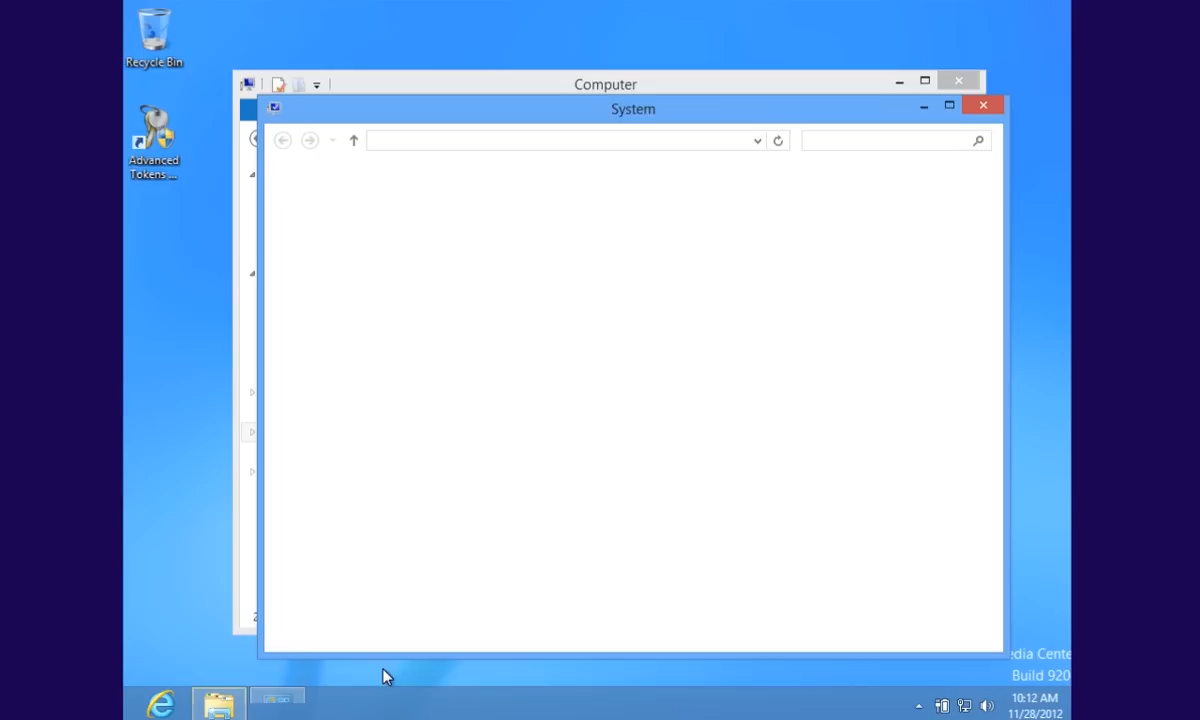 Recycle Bin
Advanced
Tokens ...
Computer
System
edia Cente
Build 920
10:12 AM
11/28/2012